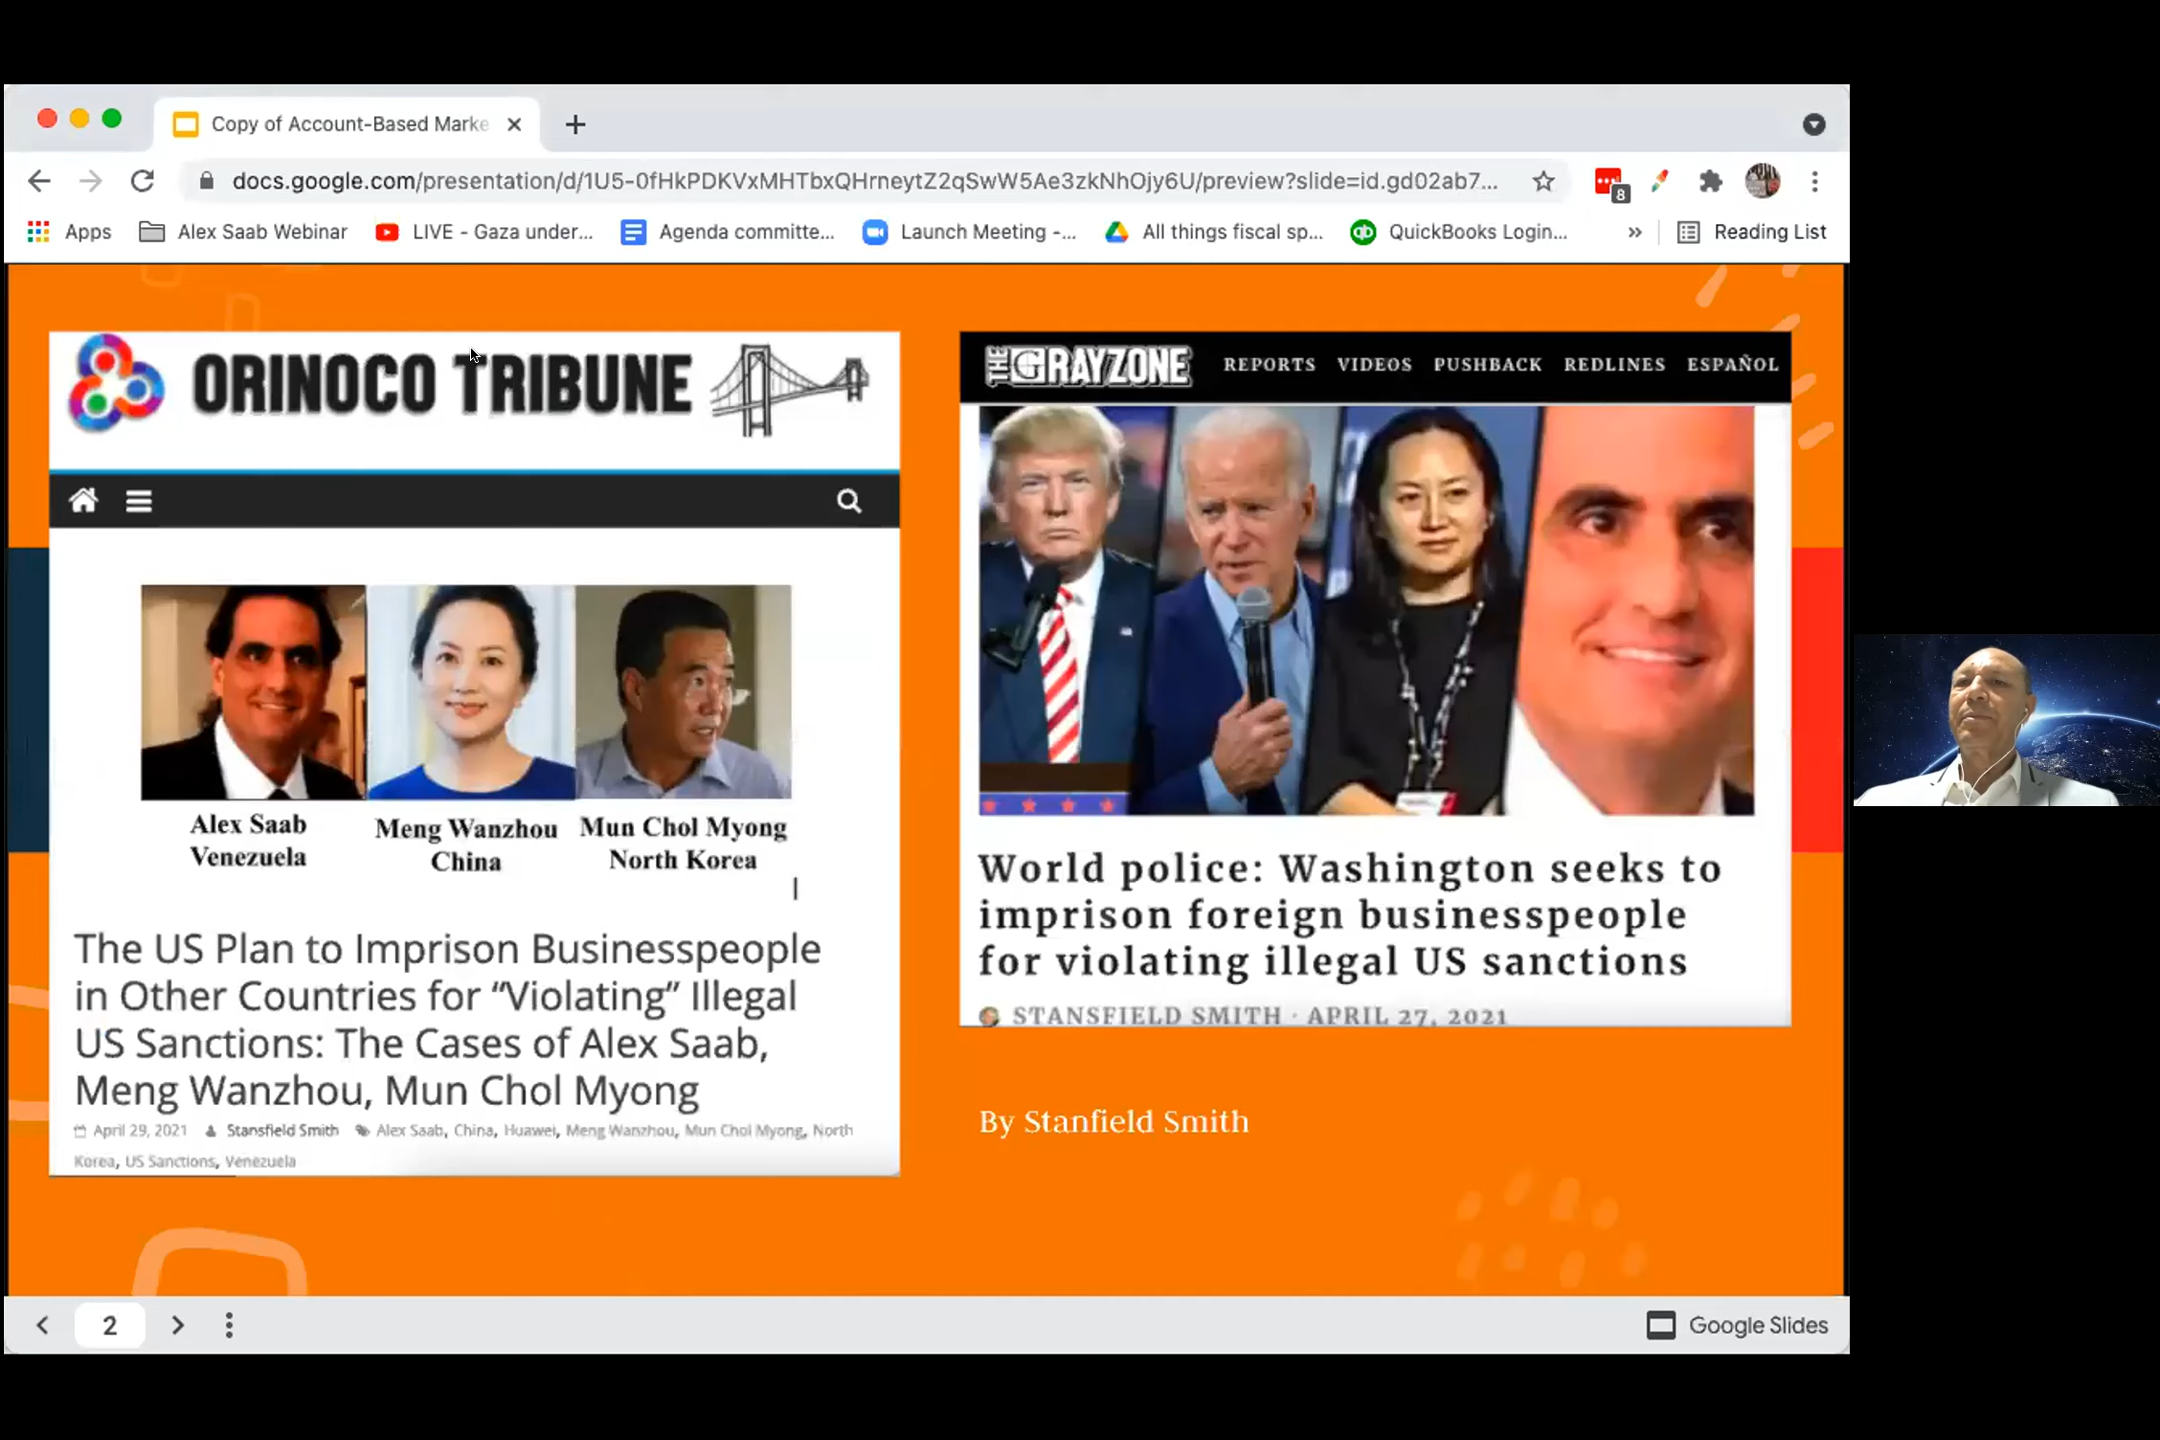 Copy of Account-Based Marke
docs.google.com/presentation/d/1U5-0fHkPDKVxMHTbxQHrneytZ2qSwW5Ae3zkNhOjy6U/preview?slide=id.gd02ab7...
8
Apps
Alex Saab Webinar
LIVE - Gaza under...
Agenda committe...
Launch Meeting -...
All things fiscal sp...
qb
QuickBooks Login...
»
Reading List
ORINOCO TRIBUNE
Alex Saab
Venezuela
Meng Wanzhou
China
Mun Chol Myong
North Korea
The US Plan to Imprison Businesspeople
in Other Countries for “Violating” Illegal
US Sanctions: The Cases of Alex Saab,
Meng Wanzhou, Mun Chol Myong
April 29, 2021 Stansfield Smith Alex Saab, China, Huawei, Meng Wanzhou, Mun Chol Myong, North
Korea, US Sanctions, Venezuela
THE GRAYZONE
REPORTS VIDEOS PUSHBACK REDLINES ESPAÑOL
World police: Washington seeks to
imprison foreign businesspeople
for violating illegal US sanctions
STANSFIELD SMITH · APRIL 27, 2021
By Stanfield Smith
2
Google Slides